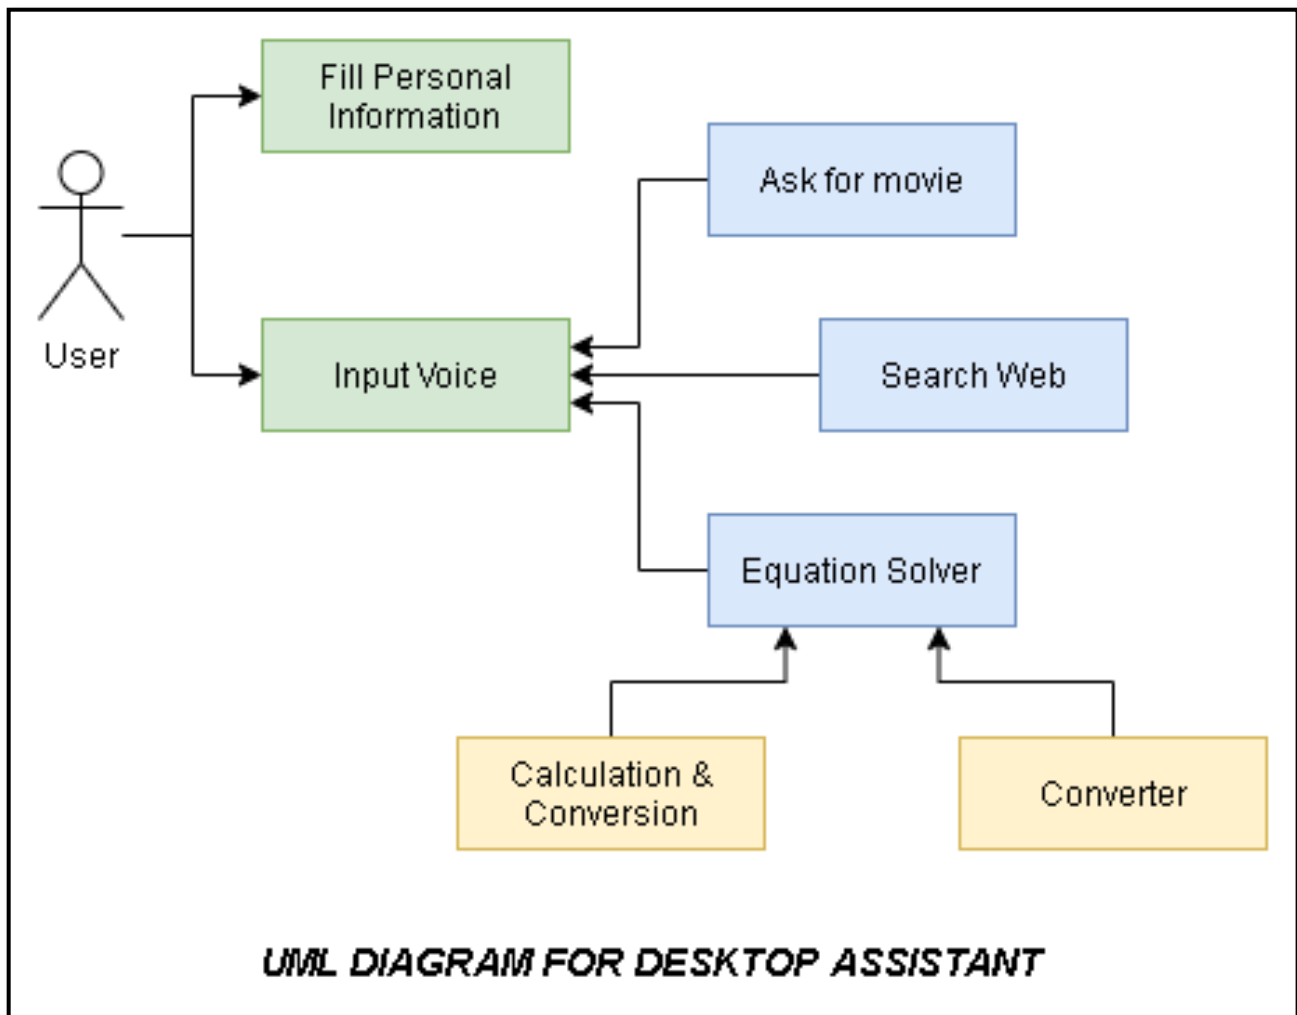 Fill Personal
Information
Ask for movie
User
Input Voice
Search Web
Equation Solver
Calculation &
Conversion
Converter
UML DIAGRAM FOR DESKTOP ASSISTANT